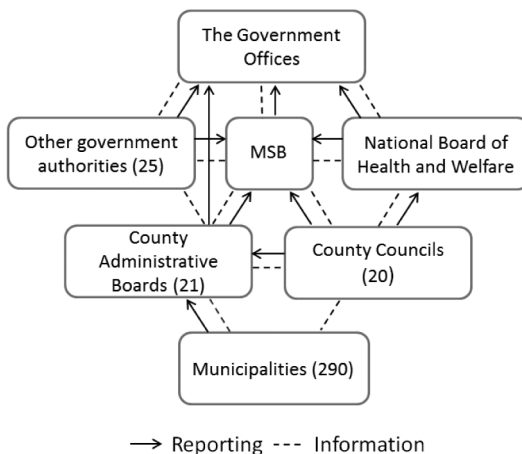 The Government
Offices
Other government
authorities (25)
MSB
National Board of
Health and Welfare
County
Administrative
Boards (21)
County Councils
(20)
Municipalities (290)
Reporting
Information